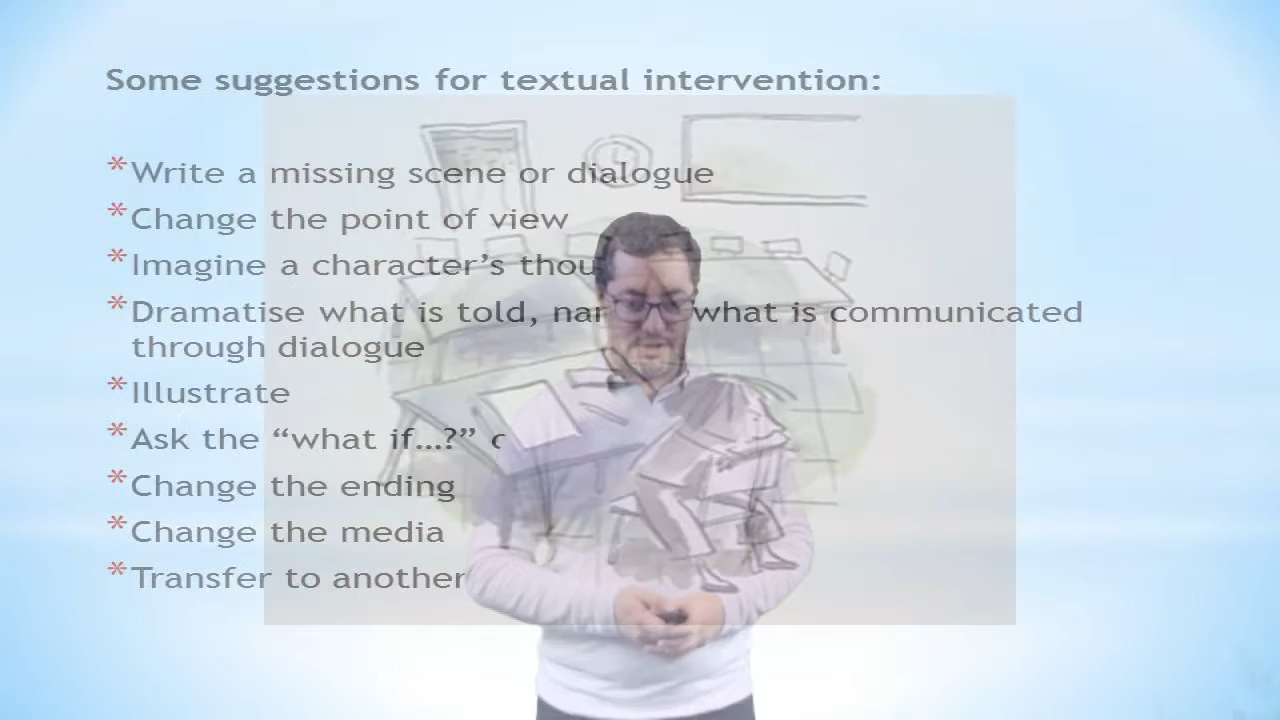 Some suggestions for textual intervention:
* Write a missing scene or dialogue
* Change the point of view
* Imagine a character's
* Dramatise what is told, what is communicated
through dialogue
* Illustrate
* Ask the “what if…?”
* Change the ending
* Change the media
* Transfer to another